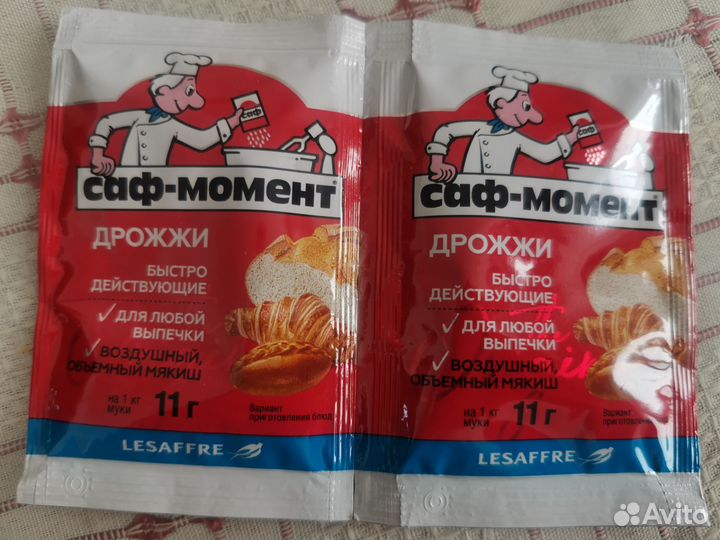 саф
саф-момент
ДРОЖЖИ
БЫСТРО
ДЕЙСТВУЮЩИЕ
ДЛЯ ЛЮБОЙ
ВЫПЕЧКИ
ВОЗДУШНЫЙ,
ОБЪЕМНЫЙ МЯКИШ
на 1 кг
муки
11 г
Вариант
приготовления блюд
LESAFFRE
саф
саф-момент
ДРОЖЖИ
БЫСТРО
ДЕЙСТВУЮЩИЕ
ДЛЯ ЛЮБОЙ
ВЫПЕЧКИ
ВОЗДУШНЫЙ,
ОБЪЕМНЫЙ МЯКИШ
на 1 кг
муки
11 г
Вариант
приготовления
LESAFFRE
Avito